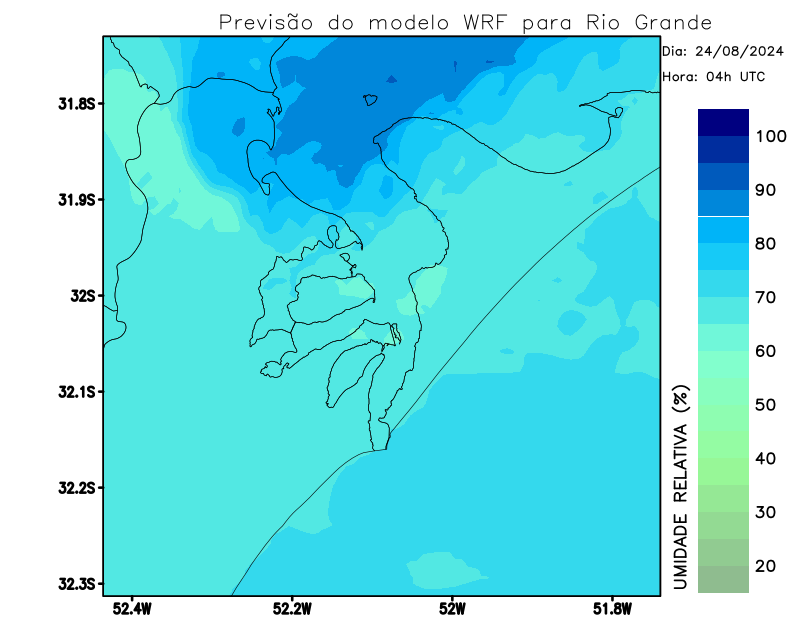 Previsão do modelo WRF para Rio Grande
Dia: 24/08/2024
Hora: 04h UTC
31.8S
31.9S
32S
32.1S
32.2S
32.3S
52.4W
52.2W
52W
51.8W
100
90
80
70
60
50
40
30
20
UMIDADE RELATIVA (%)